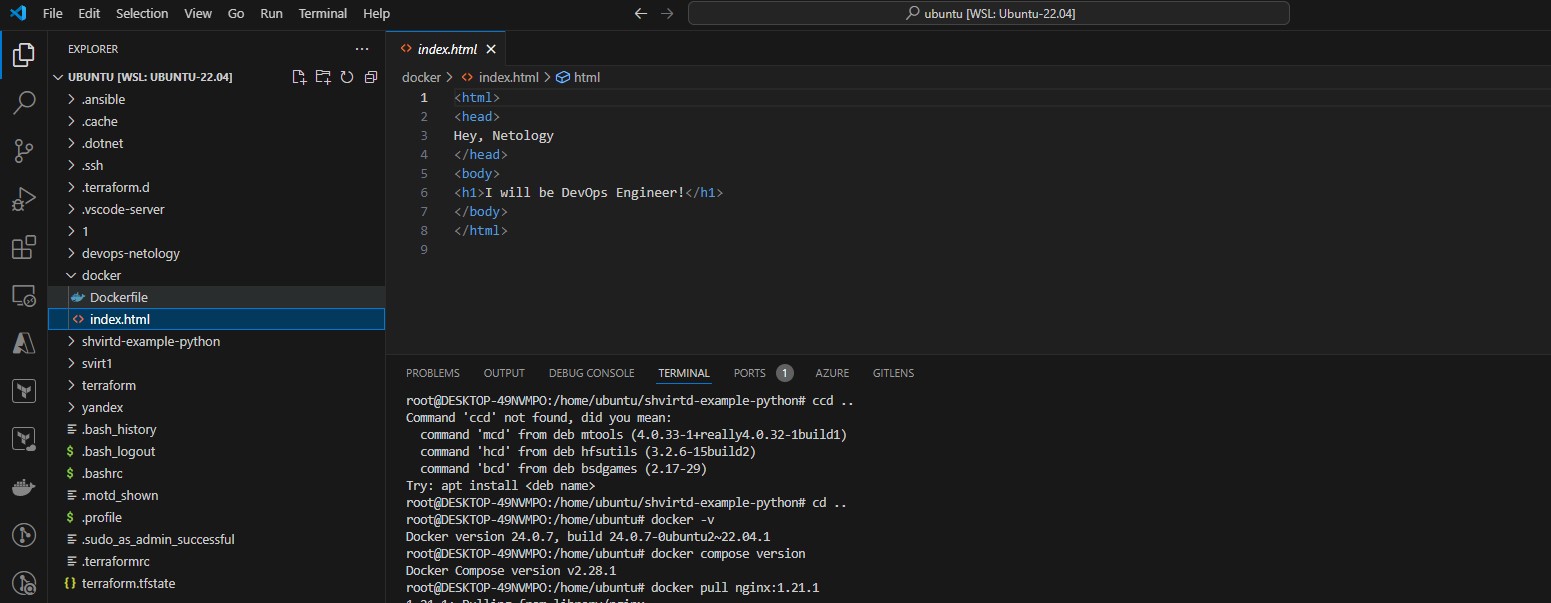 File Edit Selection View Go Run Terminal Help
ubuntu [WSL: Ubuntu-22.04]
EXPLORER
UBUNTU [WSL: UBUNTU-22.04]
.ansible
.cache
.dotnet
.ssh
.terraform.d
.vscode-server
1
devops-netology
docker
Dockerfile
index.html
shvirtd-example-python
svirt1
terraform
yandex
.bash_history
.bash_logout
.bashrc
.motd_shown
.profile
.sudo_as_admin_successful
.terraformrc
terraform.tfstate
index.html
docker > index.html > html
1 <html>
2 <head>
3 Hey, Netology
4 </head>
5 <body>
6 <h1>I will be DevOps Engineer!</h1>
7 </body>
8 </html>
9
PROBLEMS OUTPUT DEBUG CONSOLE TERMINAL PORTS 1 AZURE GITLENS
root@DESKTOP-49NVMPO:/home/ubuntu/shvirtd-example-python# ccd ..
Command 'ccd' not found, did you mean:
command 'mcd' from deb mtools (4.0.33-1+really4.0.32-1build1)
command 'hcd' from deb hfsutils (3.2.6-15build2)
command 'bcd' from deb bsdgames (2.17-29)
Try: apt install <deb name>
root@DESKTOP-49NVMPO:/home/ubuntu/shvirtd-example-python# cd ..
root@DESKTOP-49NVMPO:/home/ubuntu# docker -v
Docker version 24.0.7, build 24.0.7-0ubuntu2~22.04.1
root@DESKTOP-49NVMPO:/home/ubuntu# docker compose version
Docker Compose version v2.28.1
root@DESKTOP-49NVMPO:/home/ubuntu# docker pull nginx:1.21.1
1.21.1: Pulling from library/nginx